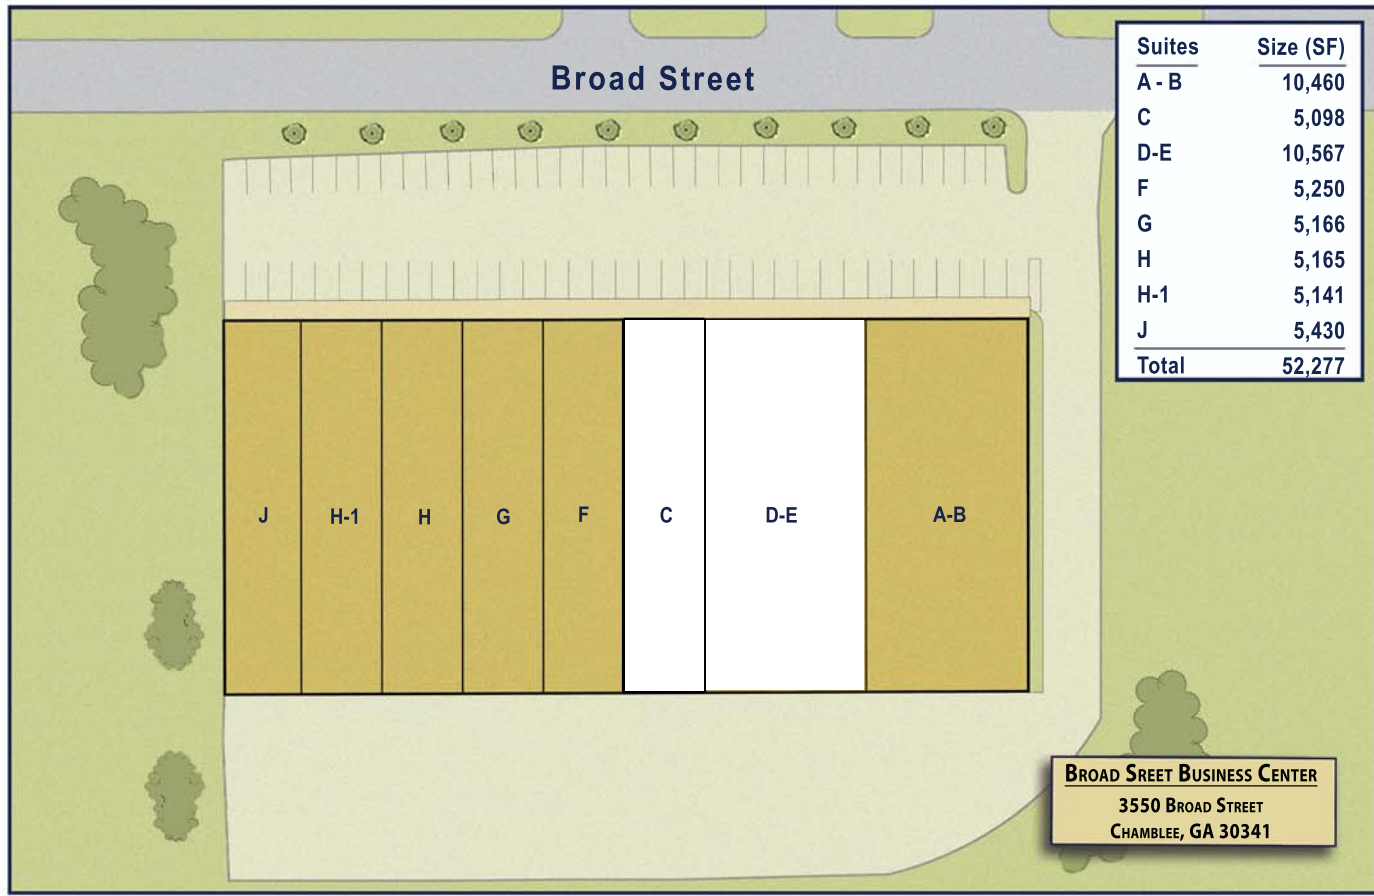 Broad Street
Suites Size (SF)
A - B 10,460
C 5,098
D-E 10,567
F 5,250
G 5,166
H 5,165
H-1 5,141
J 5,430
Total 52,277
J H-1 H G F C D-E A-B
BROAD SREET BUSINESS CENTER
3550 BROAD STREET
CHAMBLEE, GA 30341